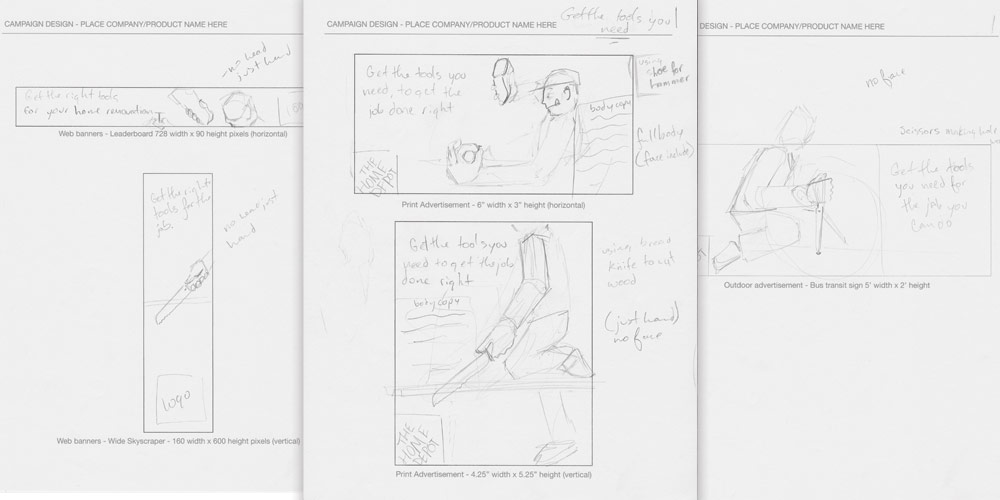 CAMPAIGN DESIGN - PLACE COMPANY/PRODUCT NAME HERE
-no head
just hand
Get the right tools
for your home renovation
Web banners - Leaderboard 728 width x 90 height pixels (horizontal)
Get the right
tools for the
job.
no head just
hand
logo
Web banners - Wide Skyscraper - 160 width x 600 height pixels (vertical)
CAMPAIGN DESIGN - PLACE COMPANY/PRODUCT NAME HERE
Get the tools you
need
Get the tools you
need, to get the
job done right
using
shoe for
hammer
body copy
fullbody
(face include)
THE
HOME
DEPOT
Print Advertisement - 6" width x 3" height (horizontal)
Get the tools you
need to get the job
done right
body copy
using bread
knife to cut
wood
(just hand)
no face
THE
HOME
DEPOT
Print Advertisement - 4.25" width x 5.25" height (vertical)
DESIGN - PLACE COMPANY/PRODUCT NAME HERE
no face
Scissors making hole
Get the tools
you need for
the job you
can DO
Outdoor advertisement - Bus transit sign 5' width x 2' height